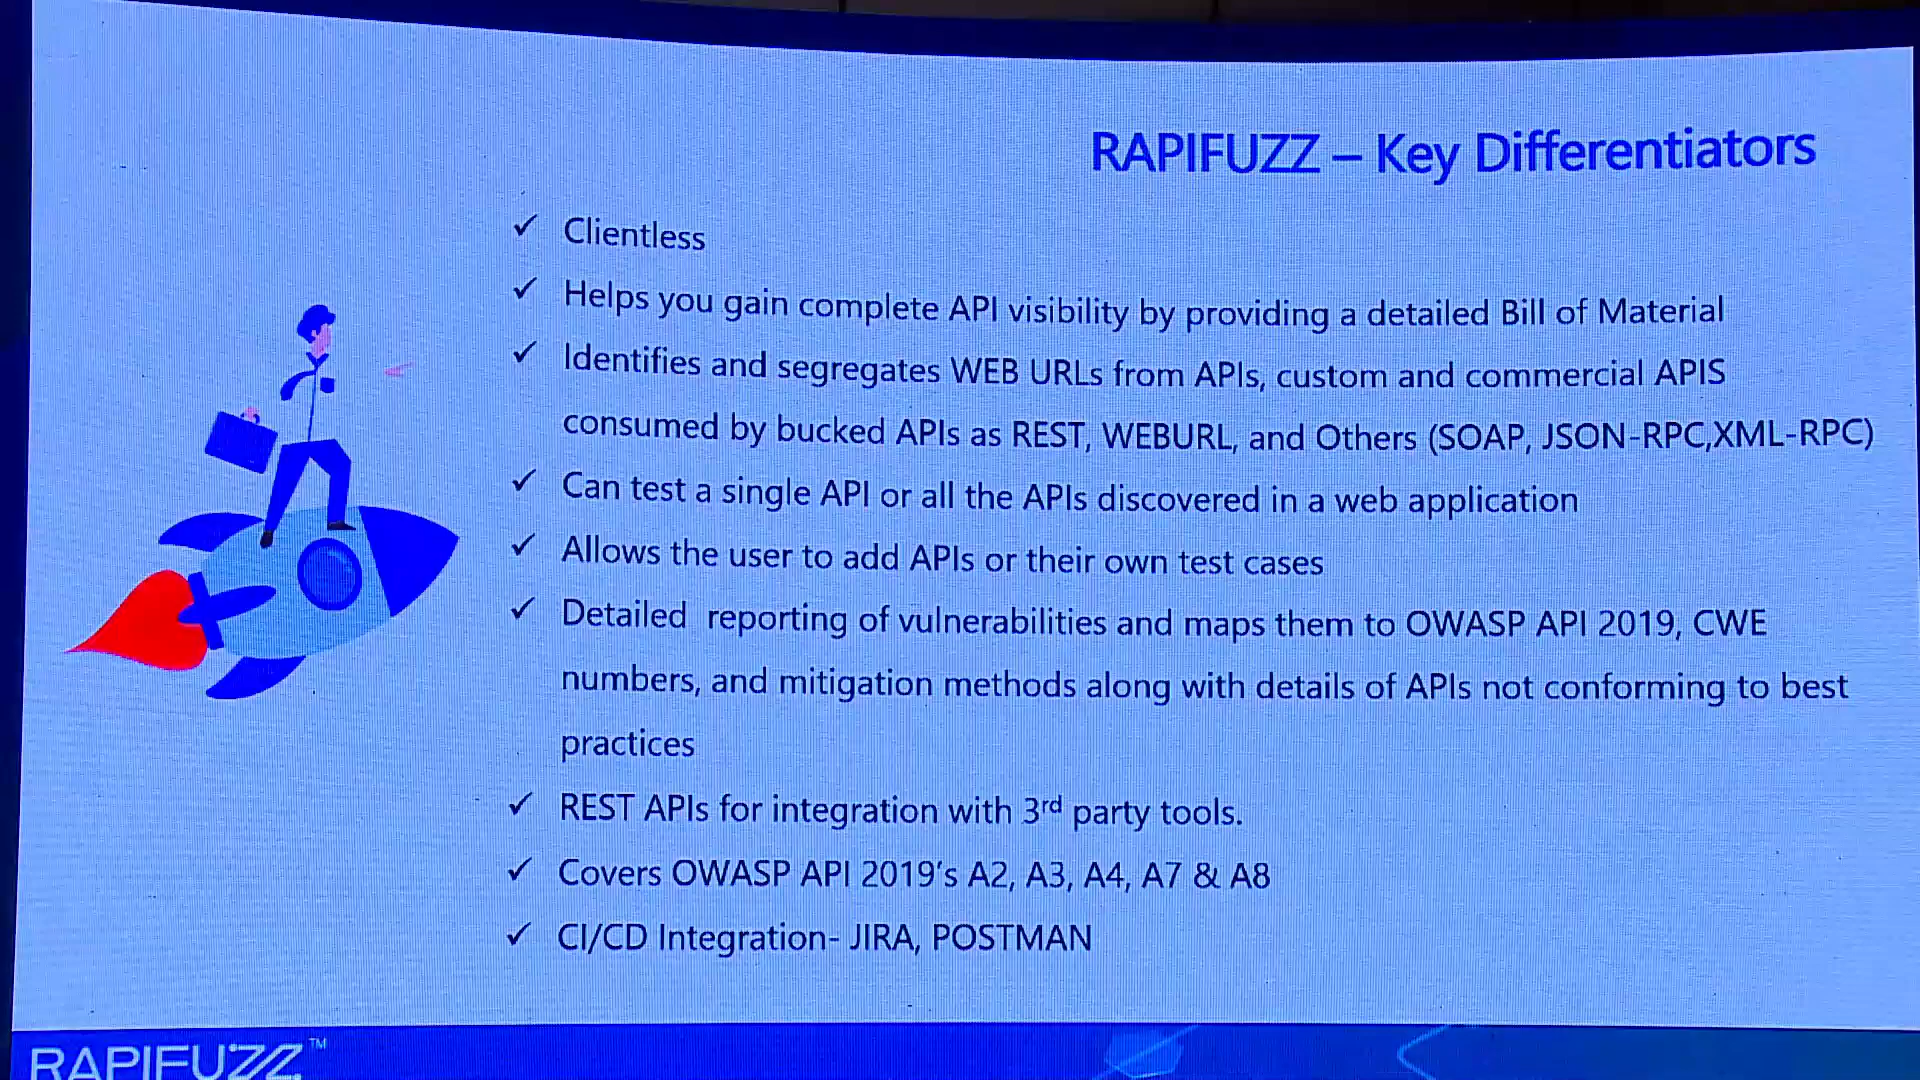 RAPIFUZZ – Key Differentiators
✓ Clientless
✓ Helps you gain complete API visibility by providing a detailed Bill of Material
✓ Identifies and segregates WEB URLs from APIs, custom and commercial APIS
consumed by bucked APIs as REST, WEBURL, and Others (SOAP, JSON-RPC,XML-RPC)
✓ Can test a single API or all the APIs discovered in a web application
✓ Allows the user to add APIs or their own test cases
✓ Detailed reporting of vulnerabilities and maps them to OWASP API 2019, CWE
numbers, and mitigation methods along with details of APIs not conforming to best
practices
✓ REST APIs for integration with 3rd party tools.
✓ Covers OWASP API 2019's A2, A3, A4, A7 & A8
✓ CI/CD Integration- JIRA, POSTMAN
RAPIFUZZ™